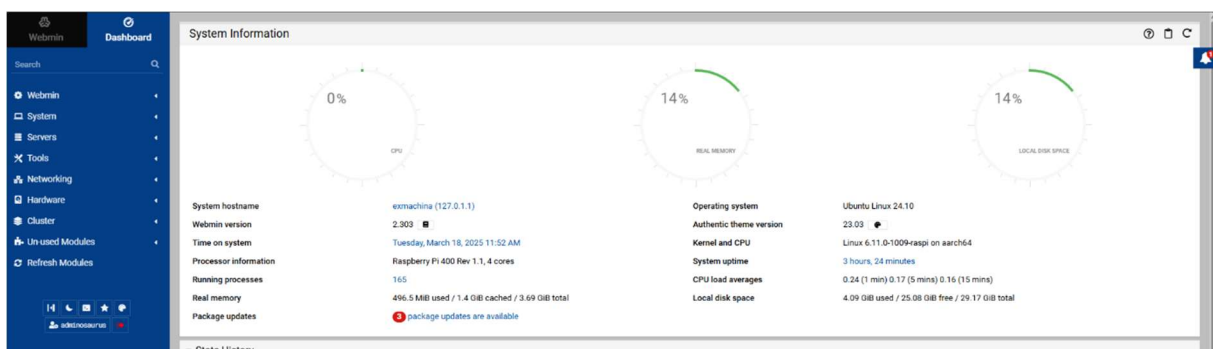 Webmin
Dashboard
Search
Webmin
System
Servers
Tools
Networking
Hardware
Cluster
Un-used Modules
Refresh Modules
adminosaurus
System Information
0%
CPU
14%
REAL MEMORY
14%
LOCAL DISK SPACE
System hostname exmachina (127.0.1.1) Operating system Ubuntu Linux 24.10
Webmin version 2.303 Authentic theme version 23.03
Time on system Tuesday, March 18, 2025 11:52 AM Kernel and CPU Linux 6.11.0-1009-raspi on aarch64
Processor information Raspberry Pi 400 Rev 1.1, 4 cores System uptime 3 hours, 24 minutes
Running processes 165 CPU load averages 0.24 (1 min) 0.17 (5 mins) 0.16 (15 mins)
Real memory 496.5 MiB used / 1.4 GiB cached / 3.69 GiB total Local disk space 4.09 GiB used / 25.08 GiB free / 29.17 GiB total
Package updates 3 package updates are available
Stats History